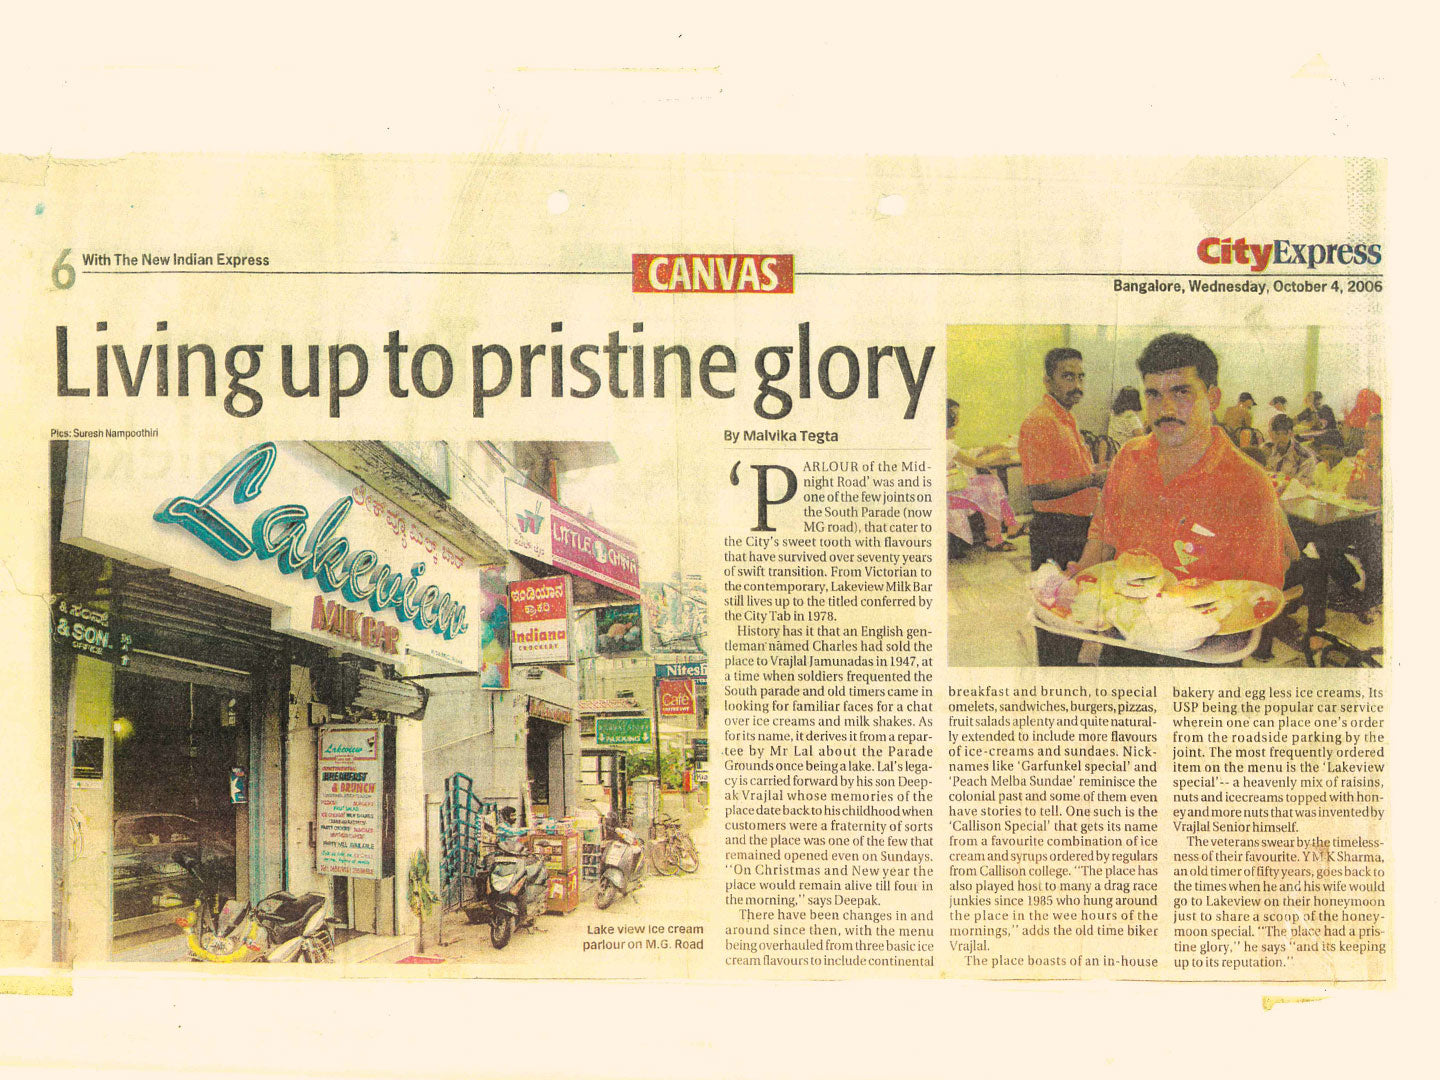 6 With The New Indian Express
CANVAS
CityExpress
Bangalore, Wednesday, October 4, 2006
Living up to pristine glory
Pics: Suresh Nampoothiri
Lakeview
MILK BAR
LITTLE CHINA
ಇಂಡಿಯಾನ
ಕ್ರಾಕರಿ
Indiana
CROCKERY
Nitesh
Cafe
PARKING
& SON.
Lakeview
BREAKFAST
& BRUNCH
Lake view ice cream
parlour on M.G. Road
By Malvika Tegta
‘PARLOUR of the Mid-
night Road’ was and is
one of the few joints on
the South Parade (now
MG road), that cater to
the City’s sweet tooth with flavours
that have survived over seventy years
of swift transition. From Victorian to
the contemporary, Lakeview Milk Bar
still lives up to the titled conferred by
the City Tab in 1978.
History has it that an English gen-
tleman named Charles had sold the
place to Vrajlal Jamunadas in 1947, at
a time when soldiers frequented the
South parade and old timers came in
looking for familiar faces for a chat
over ice creams and milk shakes. As
for its name, it derives it from a repar-
tee by Mr Lal about the Parade
Grounds once being a lake. Lal’s lega-
cy is carried forward by his son Deep-
ak Vrajlal whose memories of the
place date back to his childhood when
customers were a fraternity of sorts
and the place was one of the few that
remained opened even on Sundays.
“On Christmas and New year the
place would remain alive till four in
the morning,” says Deepak.
There have been changes in and
around since then, with the menu
being overhauled from three basic ice
cream flavours to include continental
breakfast and brunch, to special
omelets, sandwiches, burgers, pizzas,
fruit salads aplenty and quite natural-
ly extended to include more flavours
of ice-creams and sundaes. Nick-
names like ‘Garfunkel special’ and
‘Peach Melba Sundae’ reminisce the
colonial past and some of them even
have stories to tell. One such is the
‘Callison Special’ that gets its name
from a favourite combination of ice
cream and syrups ordered by regulars
from Callison college. “The place has
also played host to many a drag race
junkies since 1985 who hung around
the place in the wee hours of the
mornings,” adds the old time biker
Vrajlal.
The place boasts of an in-house
bakery and egg less ice creams, Its
USP being the popular car service
wherein one can place one’s order
from the roadside parking by the
joint. The most frequently ordered
item on the menu is the ‘Lakeview
special’-- a heavenly mix of raisins,
nuts and icecreams topped with hon-
ey and more nuts that was invented by
Vrajlal Senior himself.
The veterans swear by the timeless-
ness of their favourite. Y M K Sharma,
an old timer of fifty years, goes back to
the times when he and his wife would
go to Lakeview on their honeymoon
just to share a scoop of the honey-
moon special. “The place had a pris-
tine glory,” he says “and its keeping
up to its reputation.”